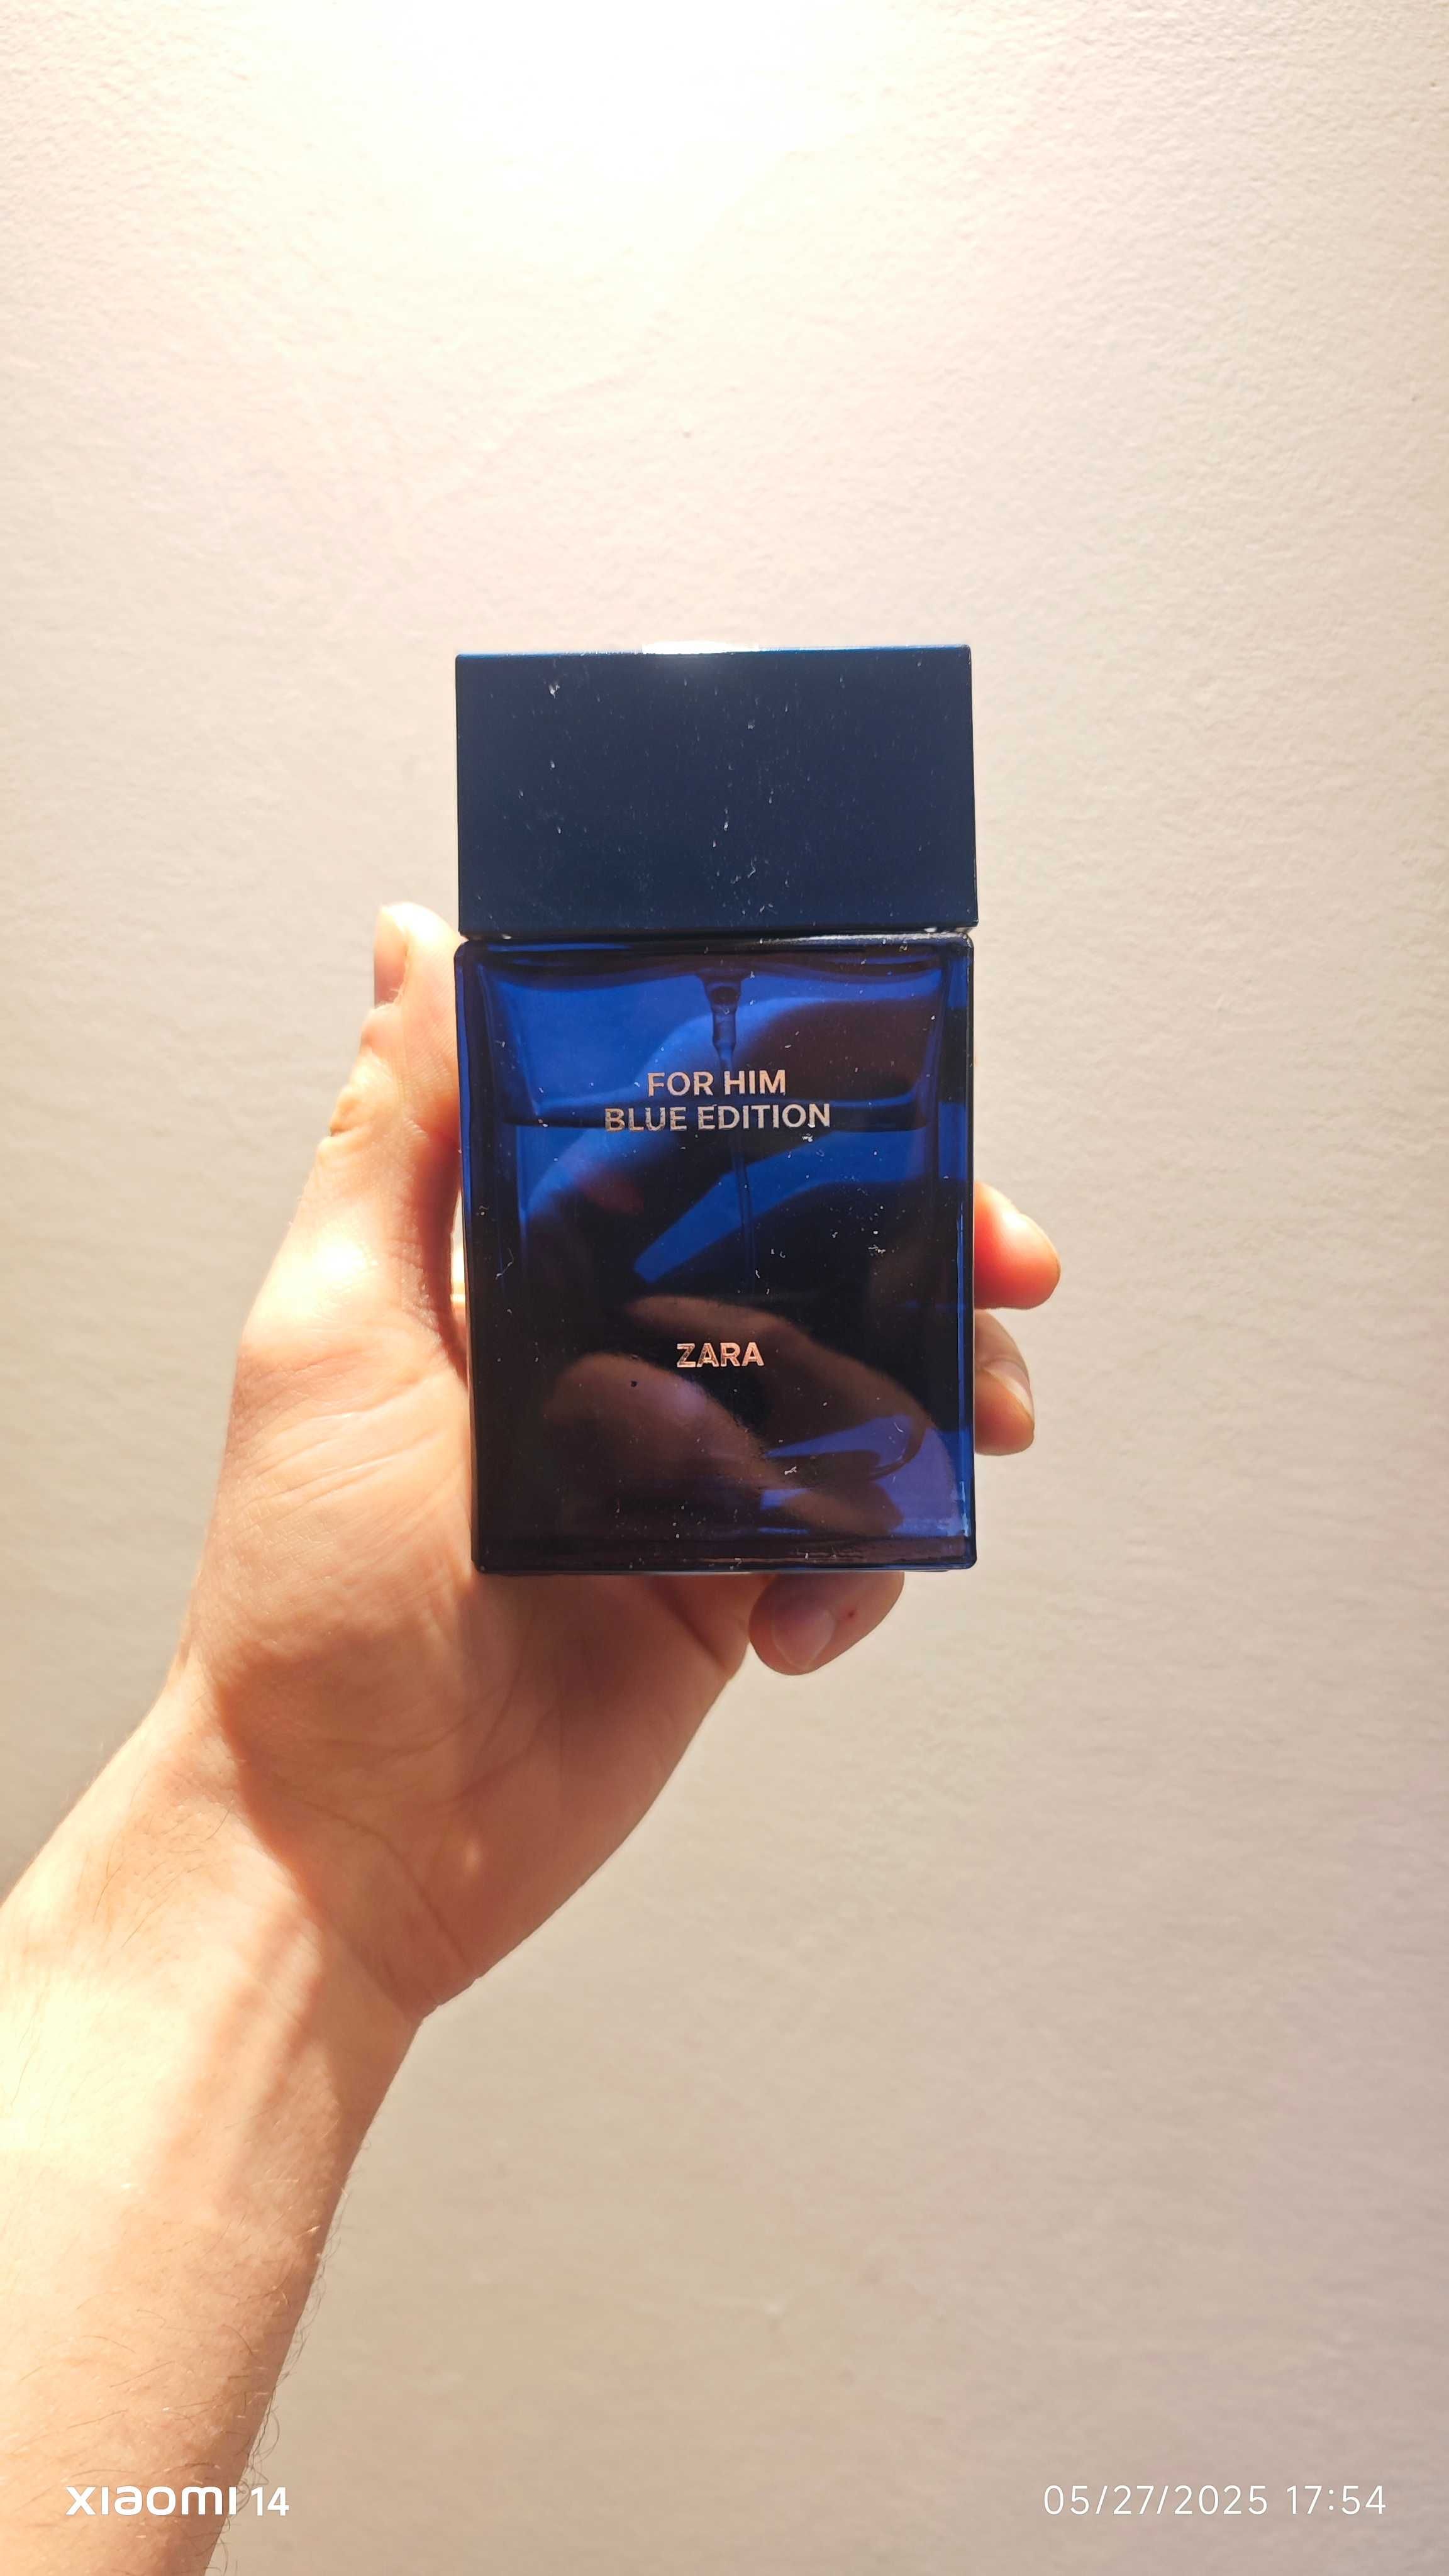 FOR HIM
BLUE EDITION
ZARA
xiaomi 14
05/27/2025 17:54